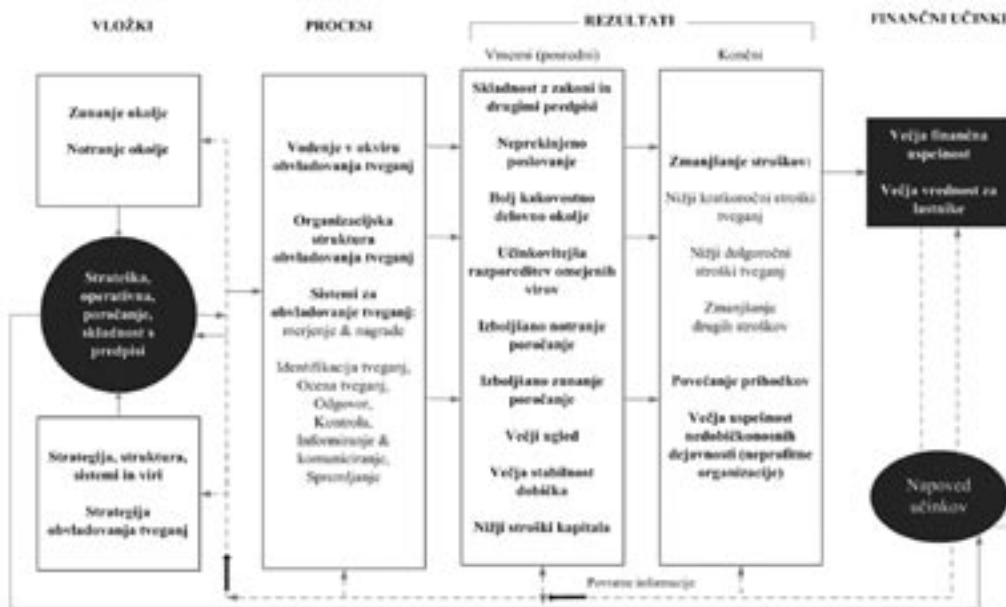 VLOŽKI
Zunanje okolje
Notranje okolje
Strateška,
operativna,
poročanje,
skladnost s
predpisi
Strategija, struktura,
sistemi in viri
Strategija
obvladovanja tveganj
PROCESI
Vodenje v okviru
obvladovanja tveganj
Organizacijska
struktura
obvladovanja tveganj
Sistemi za
obvladovanje tveganj:
merjenje & nagrade
Identifikacija tveganj,
Ocena tveganj,
Odgovor,
Kontrola,
Informiranje &
komuniciranje,
Spremljanje
REZULTATI
Vmesni (posredni)
Skladnost z zakoni in
drugimi predpisi
Neprekinjeno
poslovanje
Bolj kakovostno
delovno okolje
Učinkovitejša
razporeditev omejenih
virov
Izboljšano notranje
poročanje
Izboljšano zunanje
poročanje
Večji ugled
Večja stabilnost
dobička
Nižji stroški kapitala
Končni
Zmanjšanje stroškov:
Nižji kratkoročni stroški
tveganj
Nižji dolgoročni
stroški tveganj
Zmanjšanje
drugih stroškov
Povečanje prihodkov
Večja uspešnost
nedobičkonosnih
dejavnosti (neprofitne
organizacije)
FINANČNI UČINKI
Večja finančna
uspešnost
Večja vrednost za
lastnike
Napoved
učinkov
Povratne informacije